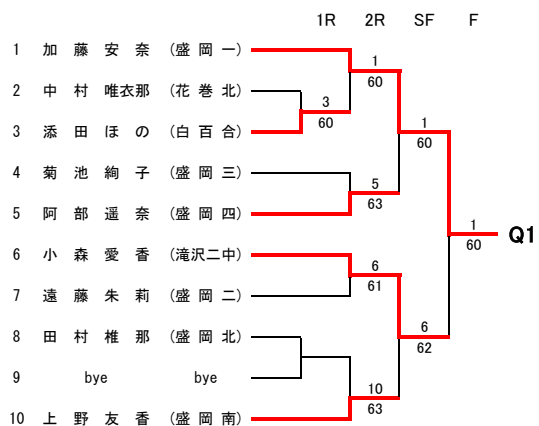 1R 2R SF F
1 加 藤 安 奈 (盛 岡 一)
1
60
2 中 村 唯衣那 (花 巻 北)
3
60
3 添 田 ほ の (白 百 合)
1
60
4 菊 池 絢 子 (盛 岡 三)
5
63
5 阿 部 遥 奈 (盛 岡 四)
1
60
Q1
6 小 森 愛 香 (滝沢二中)
6
61
7 遠 藤 朱 莉 (盛 岡 二)
6
62
8 田 村 椎 那 (盛 岡 北)
9 bye bye
10
63
10 上 野 友 香 (盛 岡 南)